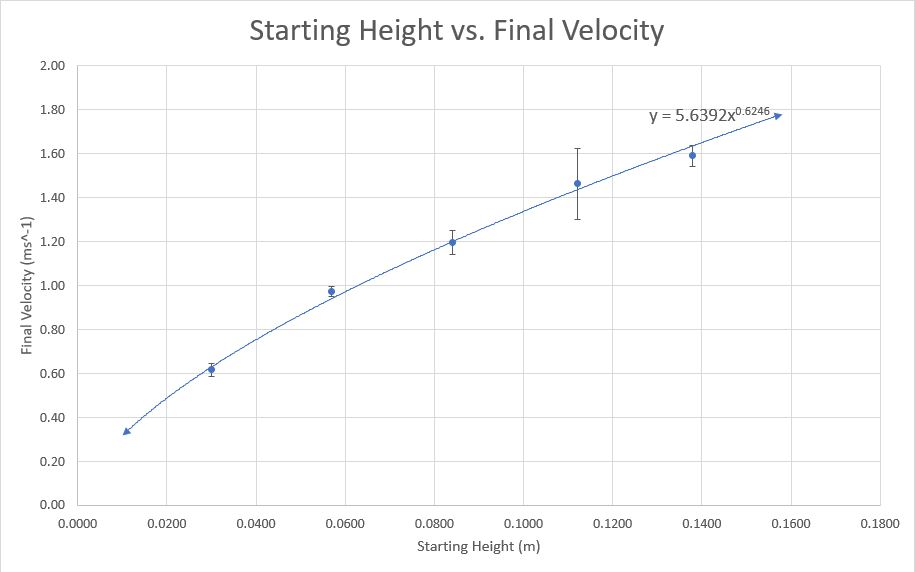 Starting Height vs. Final Velocity
2.00
1.80
1.60
1.40
1.20
1.00
0.80
0.60
0.40
0.20
0.00
Final Velocity (ms^-1)
y = 5.6392x^0.6246
0.0000 0.0200 0.0400 0.0600 0.0800 0.1000 0.1200 0.1400 0.1600 0.1800
Starting Height (m)